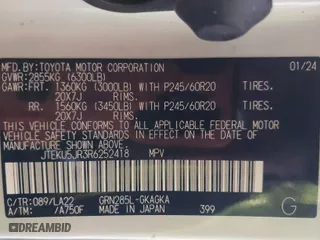 MFD.BY:TOYOTA MOTOR CORPORATION 01/24
GVWR: 2855KG (6300LB)
GAWR:FRT. 1360KG (3000LB) WITH P245/60R20 TIRES.
20X7J RIMS.
RR. 1560KG (3450LB) WITH P245/60R20 TIRES.
20X7J RIMS.
THIS VEHICLE CONFORMS TO ALL APPLICABLE
FEDERAL MOTOR VEHICLE SAFETY AND THEFT
PREVENTION STANDARDS IN EFFECT ON THE DATE
OF MANUFACTURE SHOWN ABOVE.
JTEKU5JR3R6252418 MPV
C/TR:089/LA22 GRN285L-GKAGKA
A/TM: /A750F MADE IN JAPAN 399
G